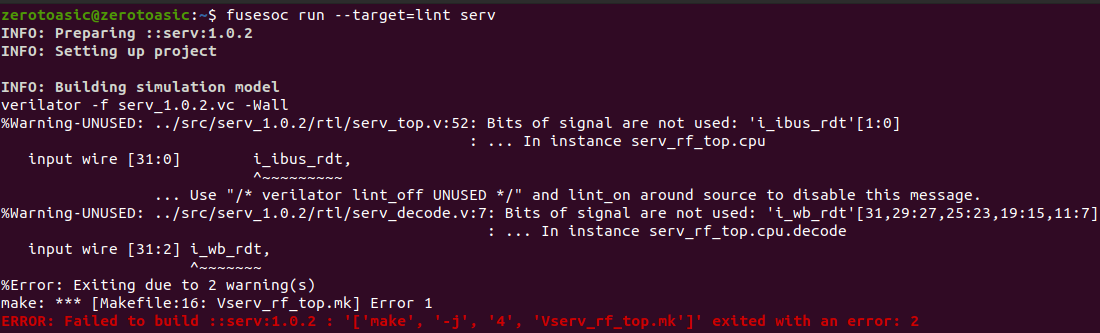 zerotoasic@zerotoasic:~$ fusesoc run --target=lint serv
INFO: Preparing ::serv:1.0.2
INFO: Setting up project
INFO: Building simulation model
verilator -f serv_1.0.2.vc -Wall
%Warning-UNUSED: ../src/serv_1.0.2/rtl/serv_top.v:52: Bits of signal are not used: 'i_ibus_rdt'[1:0]
: ... In instance serv_rf_top.cpu
input wire [31:0] i_ibus_rdt,
^~~~~~~~~~
... Use "/* verilator lint_off UNUSED */" and lint_on around source to disable this message.
%Warning-UNUSED: ../src/serv_1.0.2/rtl/serv_decode.v:7: Bits of signal are not used: 'i_wb_rdt'[31,29:27,25:23,19:15,11:7]
: ... In instance serv_rf_top.cpu.decode
input wire [31:2] i_wb_rdt,
^~~~~~~~
%Error: Exiting due to 2 warning(s)
make: *** [Makefile:16: Vserv_rf_top.mk] Error 1
ERROR: Failed to build ::serv:1.0.2 : '['make', '-j', '4', 'Vserv_rf_top.mk']' exited with an error: 2